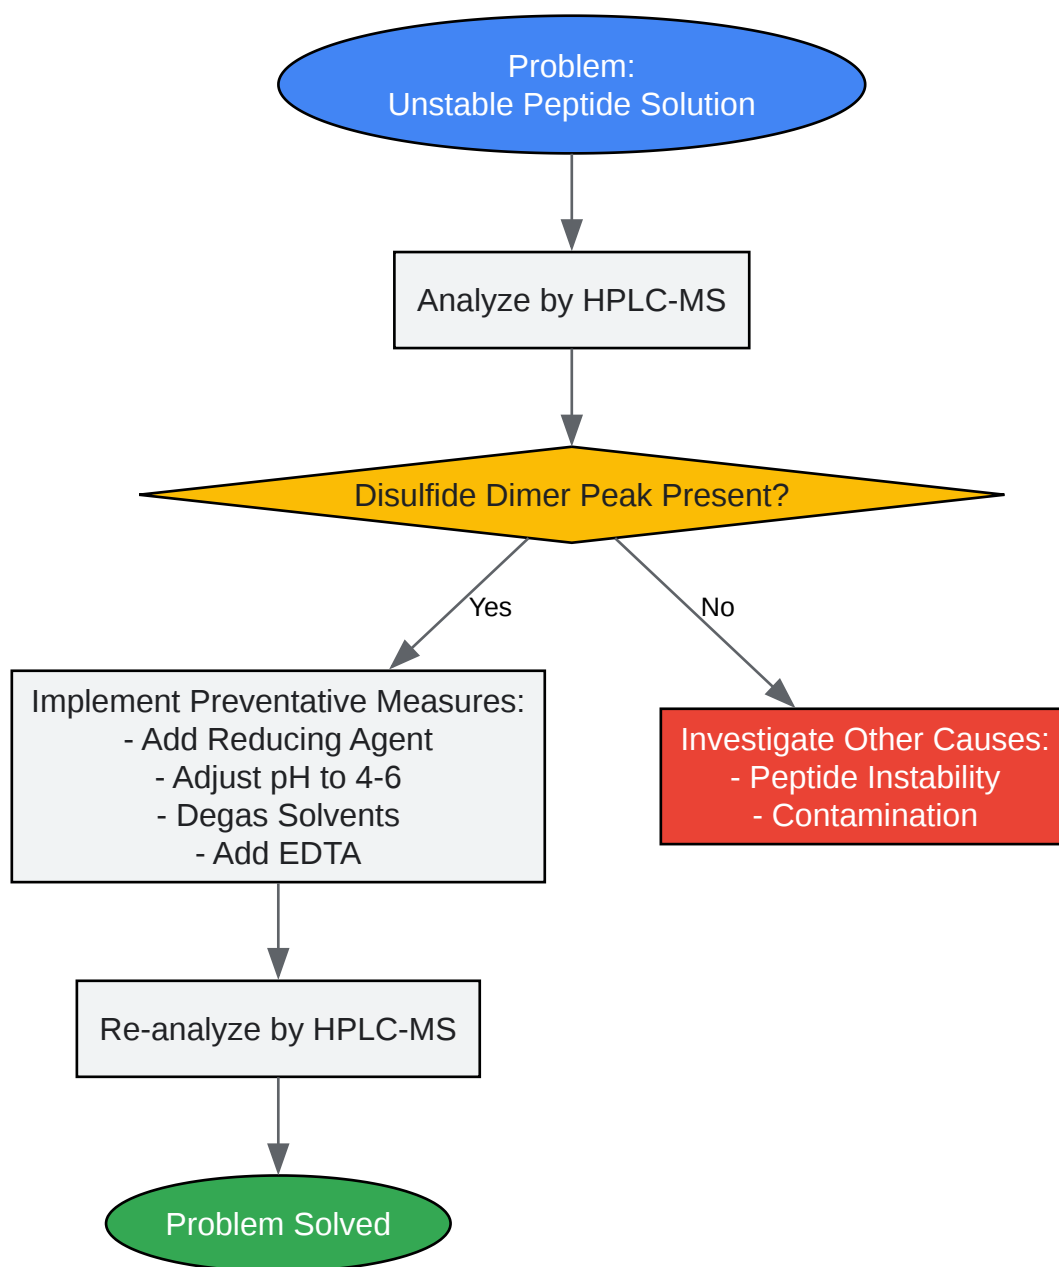 Problem:
Unstable Peptide Solution
Analyze by HPLC-MS
Disulfide Dimer Peak Present?
Yes
No
Implement Preventative Measures:
- Add Reducing Agent
- Adjust pH to 4-6
- Degas Solvents
- Add EDTA
Investigate Other Causes:
- Peptide Instability
- Contamination
Re-analyze by HPLC-MS
Problem Solved